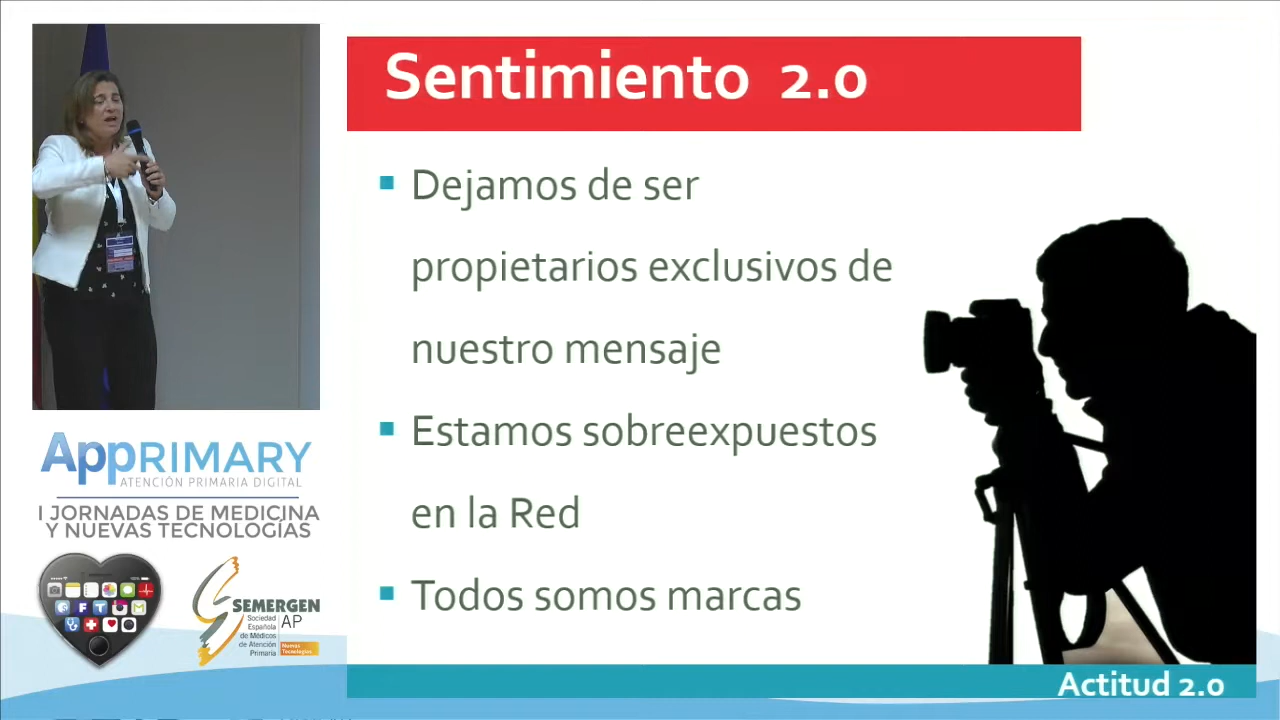 Sentimiento 2.0
Dejamos de ser
propietarios exclusivos de
nuestro mensaje
Estamos sobreexpuestos
en la Red
Todos somos marcas
Actitud 2.0
APPRIMARY
ATENCIÓN PRIMARIA DIGITAL
I JORNADAS DE MEDICINA
Y NUEVAS TECNOLOGÍAS
SEMERGEN
Sociedad
Española
de Médicos
de Atención
Primaria
AP
Nuevas
Tecnologías